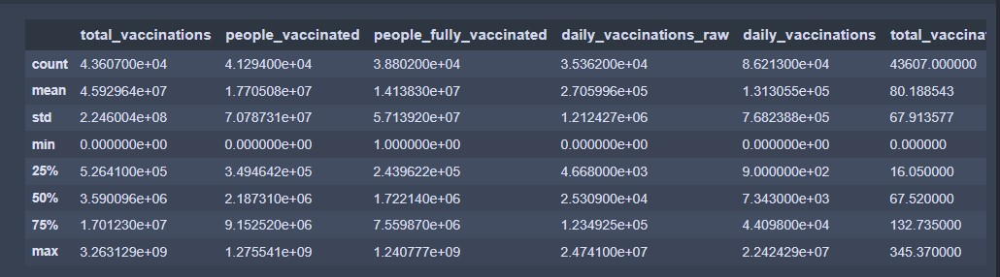 total_vaccinations people_vaccinated people_fully_vaccinated daily_vaccinations_raw daily_vaccinations total_vaccinat
count 4.360700e+04 4.129400e+04 3.880200e+04 3.536200e+04 8.621300e+04 43607.000000
mean 4.592964e+07 1.770508e+07 1.413830e+07 2.705996e+05 1.313055e+05 80.188543
std 2.246004e+08 7.078731e+07 5.713920e+07 1.212427e+06 7.682388e+05 67.913577
min 0.000000e+00 0.000000e+00 1.000000e+00 0.000000e+00 0.000000e+00 0.000000
25% 5.264100e+05 3.494642e+05 2.439622e+05 4.668000e+03 9.000000e+02 16.050000
50% 3.590096e+06 2.187310e+06 1.722140e+06 2.530900e+04 7.343000e+03 67.520000
75% 1.701230e+07 9.152520e+06 7.559870e+06 1.234925e+05 4.409800e+04 132.735000
max 3.263129e+09 1.275541e+09 1.240777e+09 2.474100e+07 2.242429e+07 345.370000